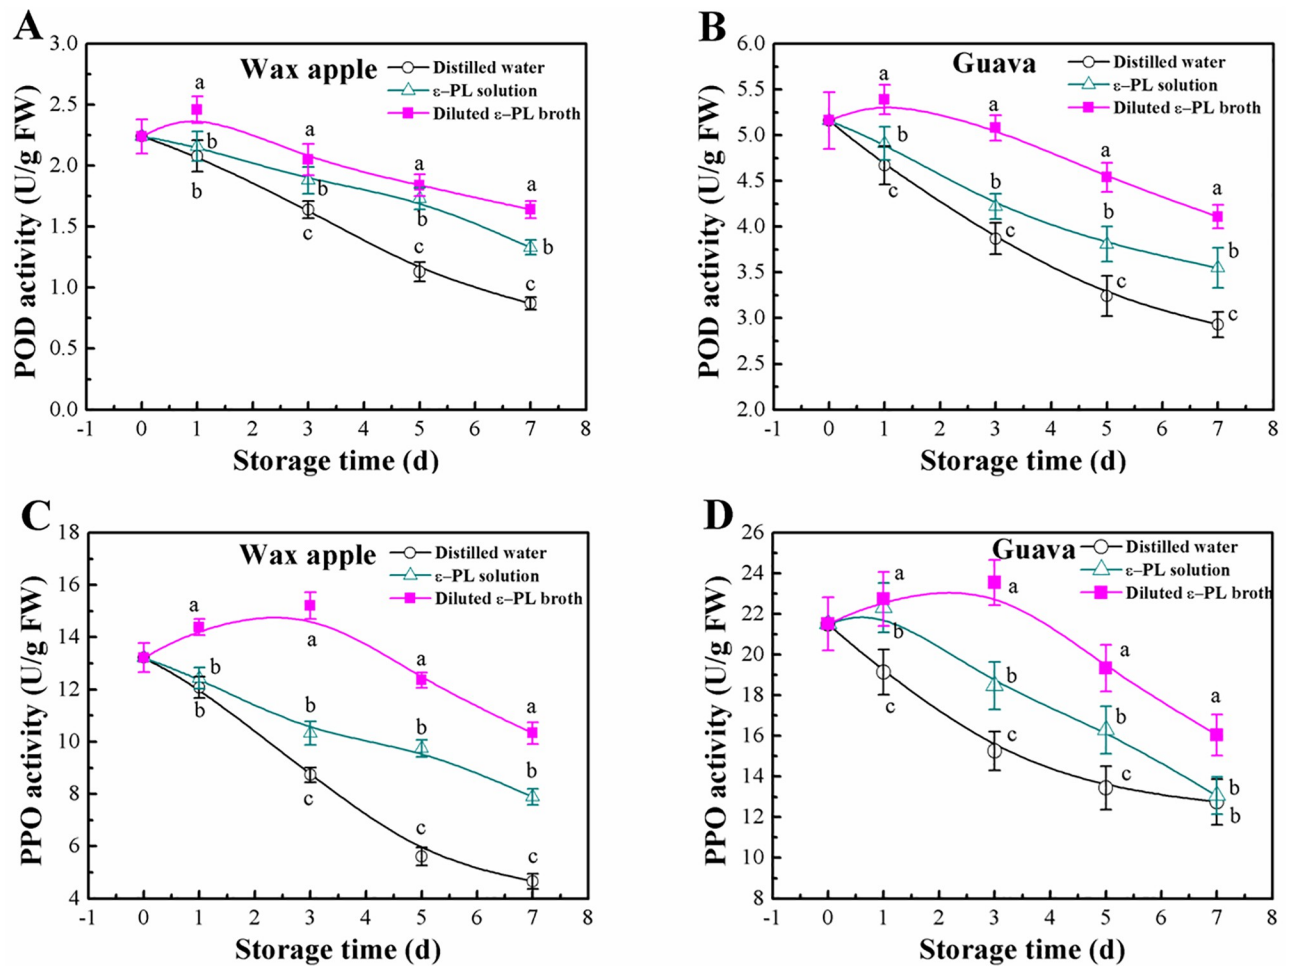 A
Wax apple
Distilled water
ε–PL solution
Diluted ε–PL broth
POD activity (U/g FW)
3.0
2.5
2.0
1.5
1.0
0.5
0.0
a
b
b
a
b
c
a
b
c
a
b
c
-1 0 1 2 3 4 5 6 7 8
Storage time (d)
B
Guava
Distilled water
ε–PL solution
Diluted ε–PL broth
POD activity (U/g FW)
6.0
5.5
5.0
4.5
4.0
3.5
3.0
2.5
2.0
a
b
c
a
b
c
a
b
c
a
b
c
-1 0 1 2 3 4 5 6 7 8
Storage time (d)
C
Wax apple
Distilled water
ε–PL solution
Diluted ε–PL broth
PPO activity (U/g FW)
18
16
14
12
10
8
6
4
a
b
b
a
b
c
a
b
c
a
b
c
-1 0 1 2 3 4 5 6 7 8
Storage time (d)
D
Guava
Distilled water
ε–PL solution
Diluted ε–PL broth
PPO activity (U/g FW)
26
24
22
20
18
16
14
12
10
8
a
b
c
a
b
c
a
b
c
a
b
b
-1 0 1 2 3 4 5 6 7 8
Storage time (d)